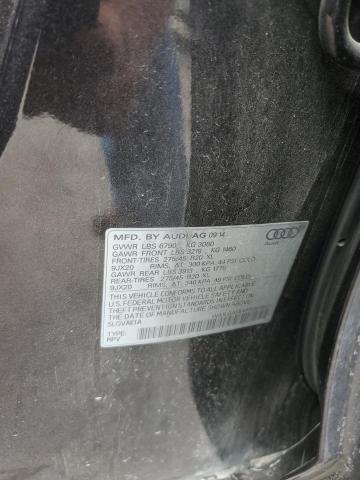 MFD. BY AUDI AG 09.14
GVWR LBS 6790 KG 3080
GAWR FRONT LBS 3219 KG 1460
FRONT-TIRES 275/45 R20 XL
9JX20 RIMS, AT 300 KPA, 44 PSI COLD
GAWR REAR LBS 3913 KG 1775
REAR-TIRES 275/45 R20 XL
9JX20 RIMS, AT 340 KPA, 49 PSI COLD
THIS VEHICLE CONFORMS TO ALL APPLICABLE
U.S. FEDERAL MOTOR VEHICLE SAFETY AND
THEFT PREVENTION STANDARDS IN EFFECT ON
THE DATE OF MANUFACTURE SHOWN ABOVE.
SLOVAKIA
TYPE:
MPV
Audi